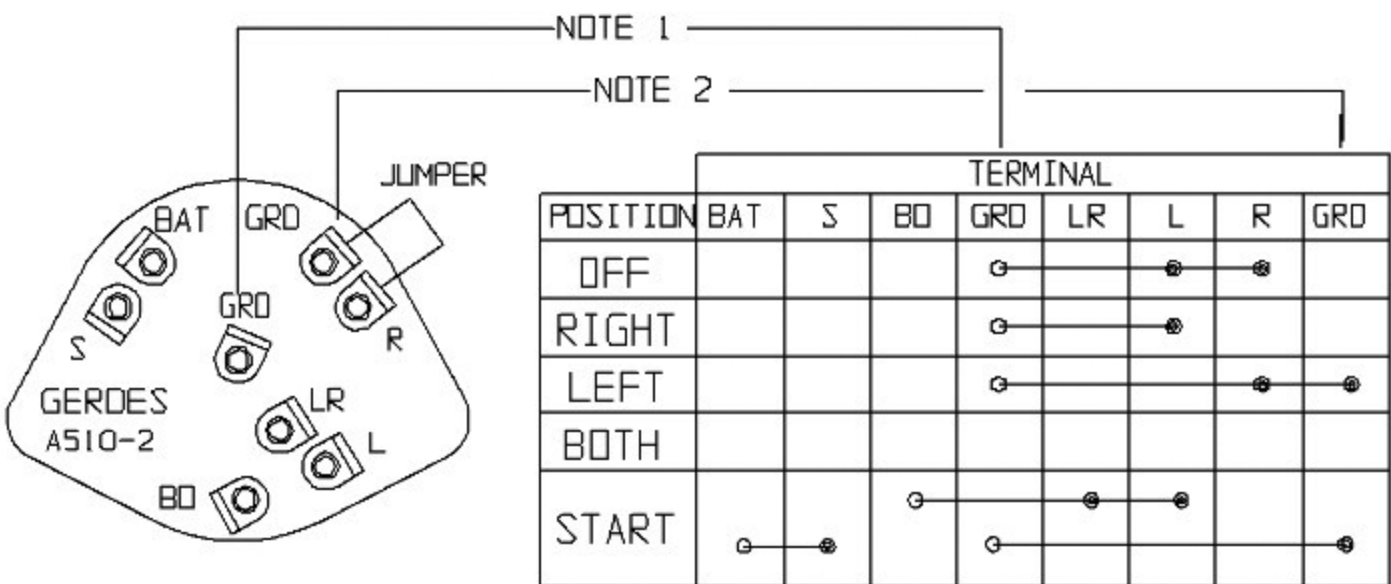 NOTE 1
NOTE 2
JUMPER
BAT GRD
GRD
S
R
GERDES
A510-2
LR
L
BO
TERMINAL
POSITION BAT S BO GRD LR L R GRD
OFF
RIGHT
LEFT
BOTH
START